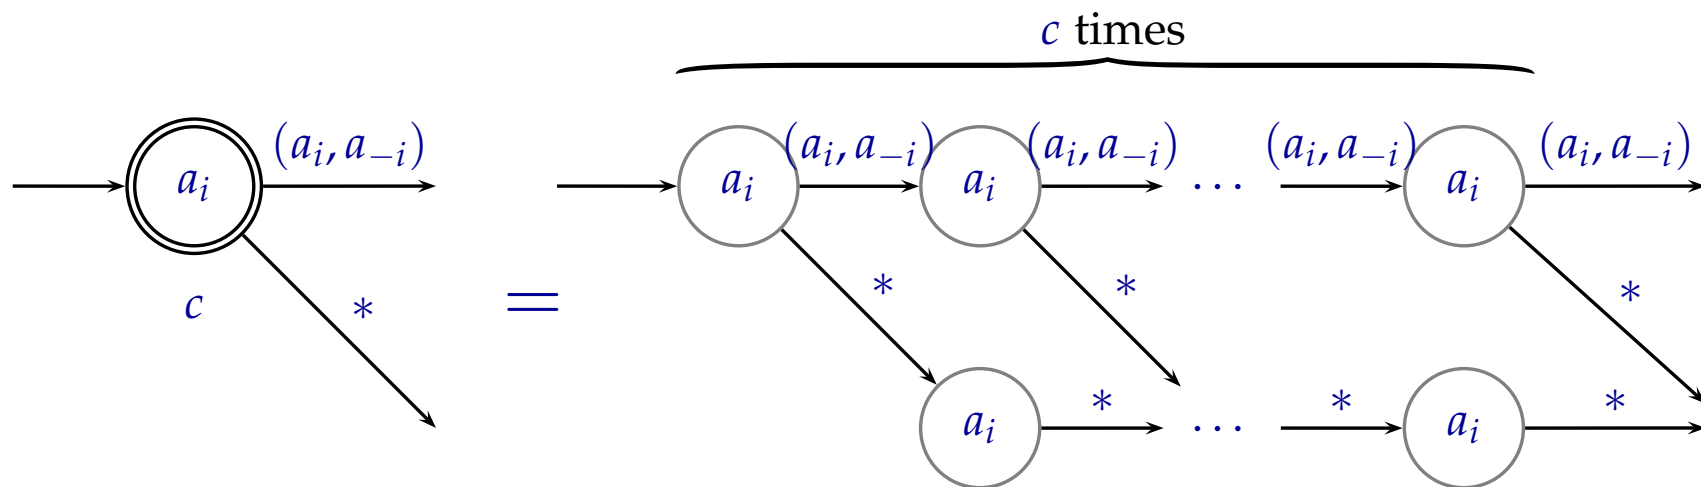 c times
(a_i, a_{-i}) (a_i, a_{-i}) (a_i, a_{-i}) (a_i, a_{-i}) (a_i, a_{-i})
a_i a_i a_i ··· a_i
* * *
c * =
* * *
a_i ··· a_i